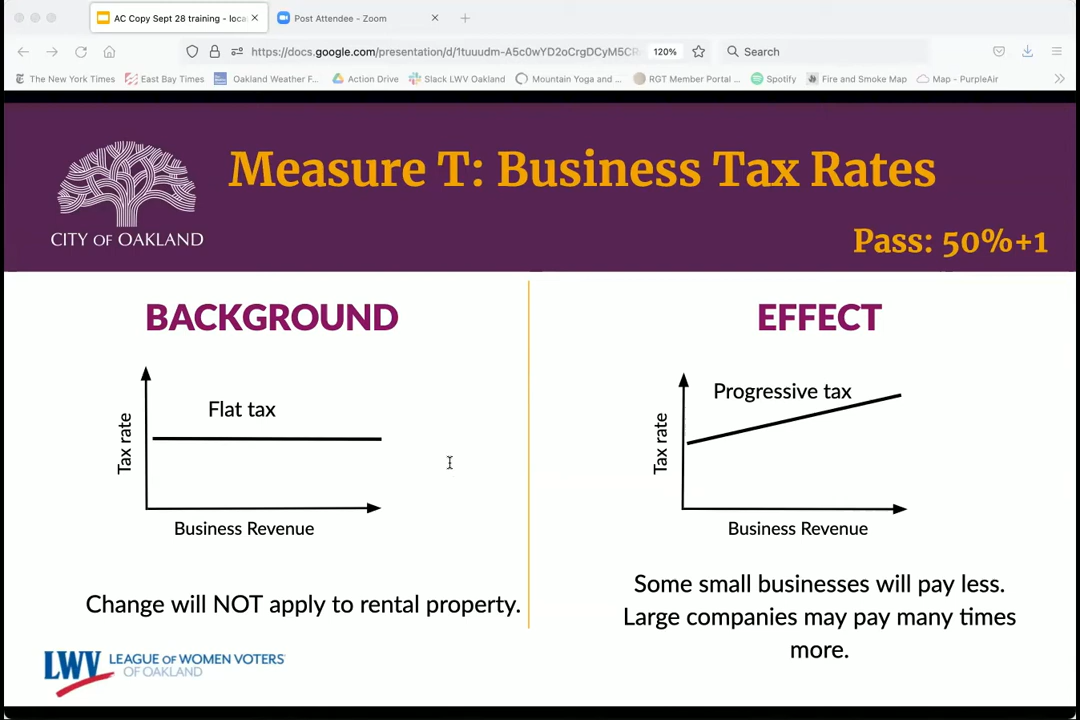 AC Copy Sept 28 training - loca
Post Attendee - Zoom
https://docs.google.com/presentation/d/1tuuudm-A5c0wYD2oCrgDCyM5CR
120%
Search
The New York Times
East Bay Times
Oakland Weather F...
Action Drive
Slack LWV Oakland
Mountain Yoga and ...
RGT Member Portal ...
Spotify
Fire and Smoke Map
Map - PurpleAir
CITY OF OAKLAND
Measure T: Business Tax Rates
Pass: 50%+1
BACKGROUND
Flat tax
Tax rate
Business Revenue
Change will NOT apply to rental property.
LWV LEAGUE OF WOMEN VOTERS®
OF OAKLAND
EFFECT
Progressive tax
Tax rate
Business Revenue
Some small businesses will pay less.
Large companies may pay many times
more.